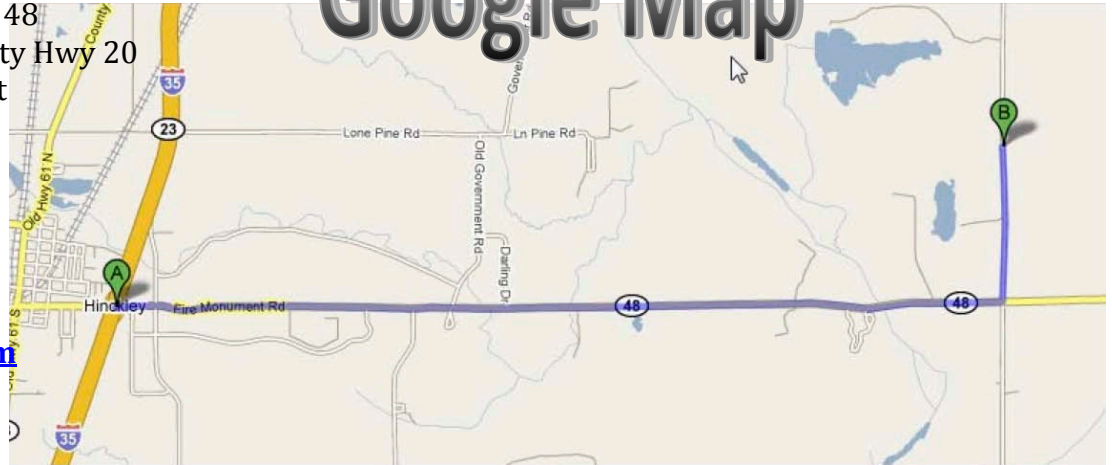 48
ty Hwy 20
t
Google Map
County
35
23
Lone Pine Rd
Ln Pine Rd
Old Government Rd
Old Hwy 61 N
Darling Dr
A
B
Hinckley
Fire Monument Rd
48
48
m
35